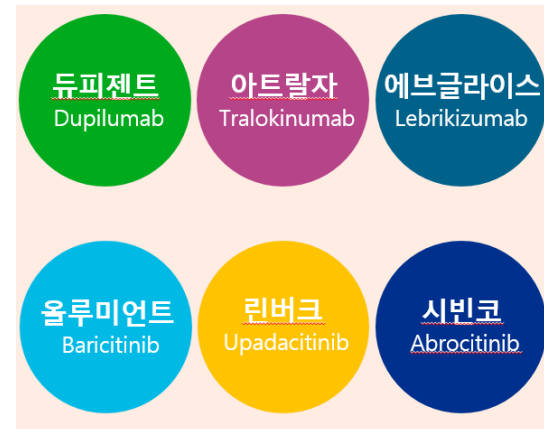 듀피젠트
Dupilumab
아트랄자
Tralokinumab
에브글라이스
Lebrikizumab
올루미언트
Baricitinib
린버크
Upadacitinib
시빈코
Abrocitinib